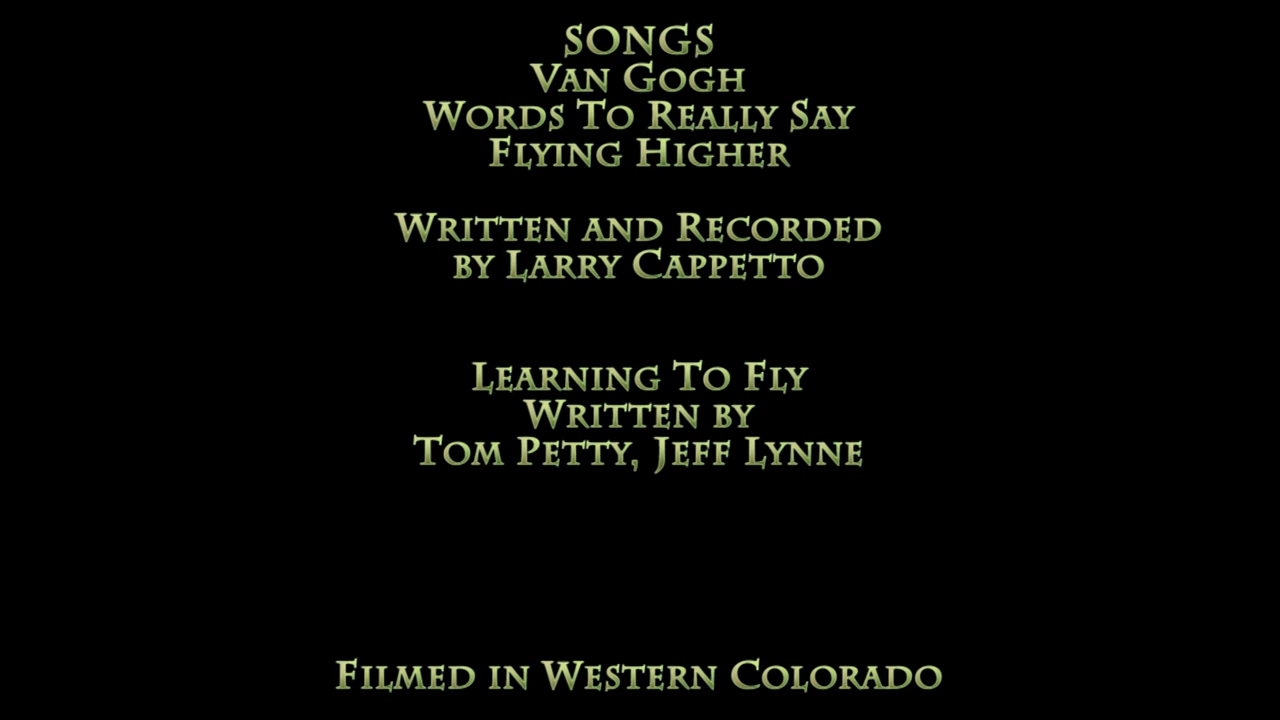 SONGS
VAN GOGH
WORDS TO REALLY SAY
FLYING HIGHER
WRITTEN AND RECORDED
BY LARRY CAPPETTO
LEARNING TO FLY
WRITTEN BY
TOM PETTY, JEFF LYNNE
FILMED IN WESTERN COLORADO